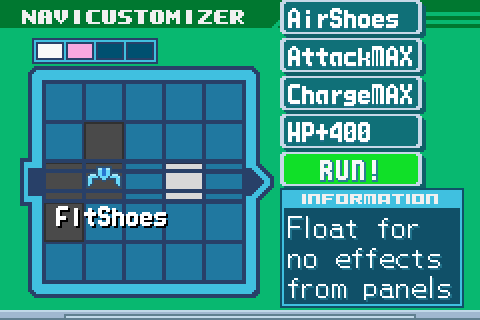 NAVICUSTOMIZER
AirShoes
AttackMAX
ChargeMAX
HP+400
RUN!
FltShoes
INFORMATION
Float for
no effects
from panels